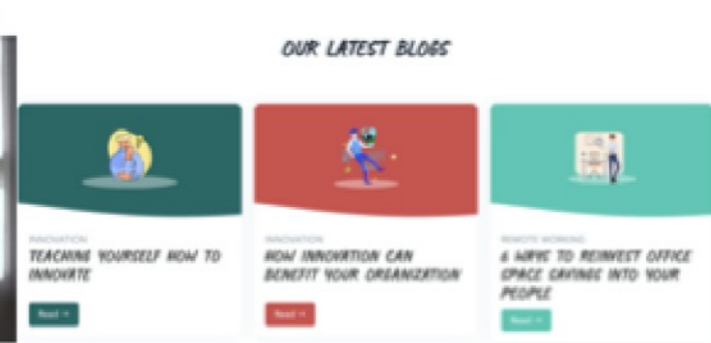 OUR LATEST BLOGS
INNOVATION
TEACHING YOURSELF HOW TO
INNOVATE
Read →
INNOVATION
HOW INNOVATION CAN
BENEFIT YOUR ORGANIZATION
Read →
REMOTE WORKING
6 WAYS TO REINVEST OFFICE
SPACE SAVINGS INTO YOUR
PEOPLE
Read →